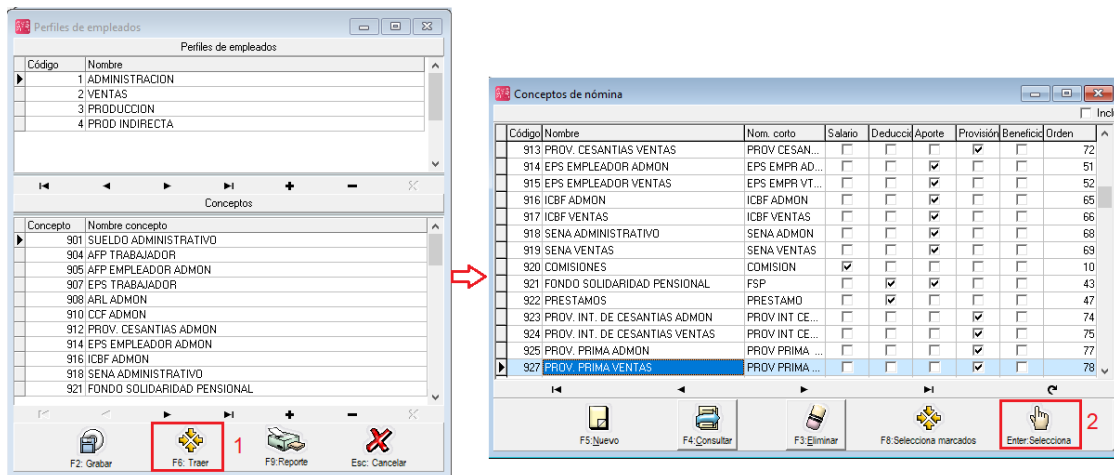 Perfiles de empleados
Perfiles de empleados
Código Nombre
1 ADMINISTRACION
2 VENTAS
3 PRODUCCION
4 PROD INDIRECTA
Conceptos
Concepto Nombre concepto
901 SUELDO ADMINISTRATIVO
904 AFP TRABAJADOR
905 AFP EMPLEADOR ADMON
907 EPS TRABAJADOR
908 ARL ADMON
910 CCF ADMON
912 PROV. CESANTIAS ADMON
914 EPS EMPLEADOR ADMON
916 ICBF ADMON
918 SENA ADMINISTRATIVO
921 FONDO SOLIDARIDAD PENSIONAL
F2: Grabar F6: Traer 1 F9:Reporte Esc: Cancelar
Conceptos de nómina
Inclu
Código Nombre Nom. corto Salario Deducció Aporte Provisión Beneficio Orden
913 PROV. CESANTIAS VENTAS PROV CESAN... 72
914 EPS EMPLEADOR ADMON EPS EMPR AD... 51
915 EPS EMPLEADOR VENTAS EPS EMPR VT... 52
916 ICBF ADMON ICBF ADMON 65
917 ICBF VENTAS ICBF VENTAS 66
918 SENA ADMINISTRATIVO SENA ADMON 68
919 SENA VENTAS SENA VENTAS 69
920 COMISIONES COMISION 10
921 FONDO SOLIDARIDAD PENSIONAL FSP 43
922 PRESTAMOS PRESTAMO 47
923 PROV. INT. DE CESANTIAS ADMON PROV INT CE... 74
924 PROV. INT. DE CESANTIAS VENTAS PROV INT CE... 75
925 PROV. PRIMA ADMON PROV PRIMA ... 77
927 PROV. PRIMA VENTAS PROV PRIMA ... 78
F5:Nuevo F4:Consultar F3:Eliminar F8:Selecciona marcados Enter:Selecciona 2